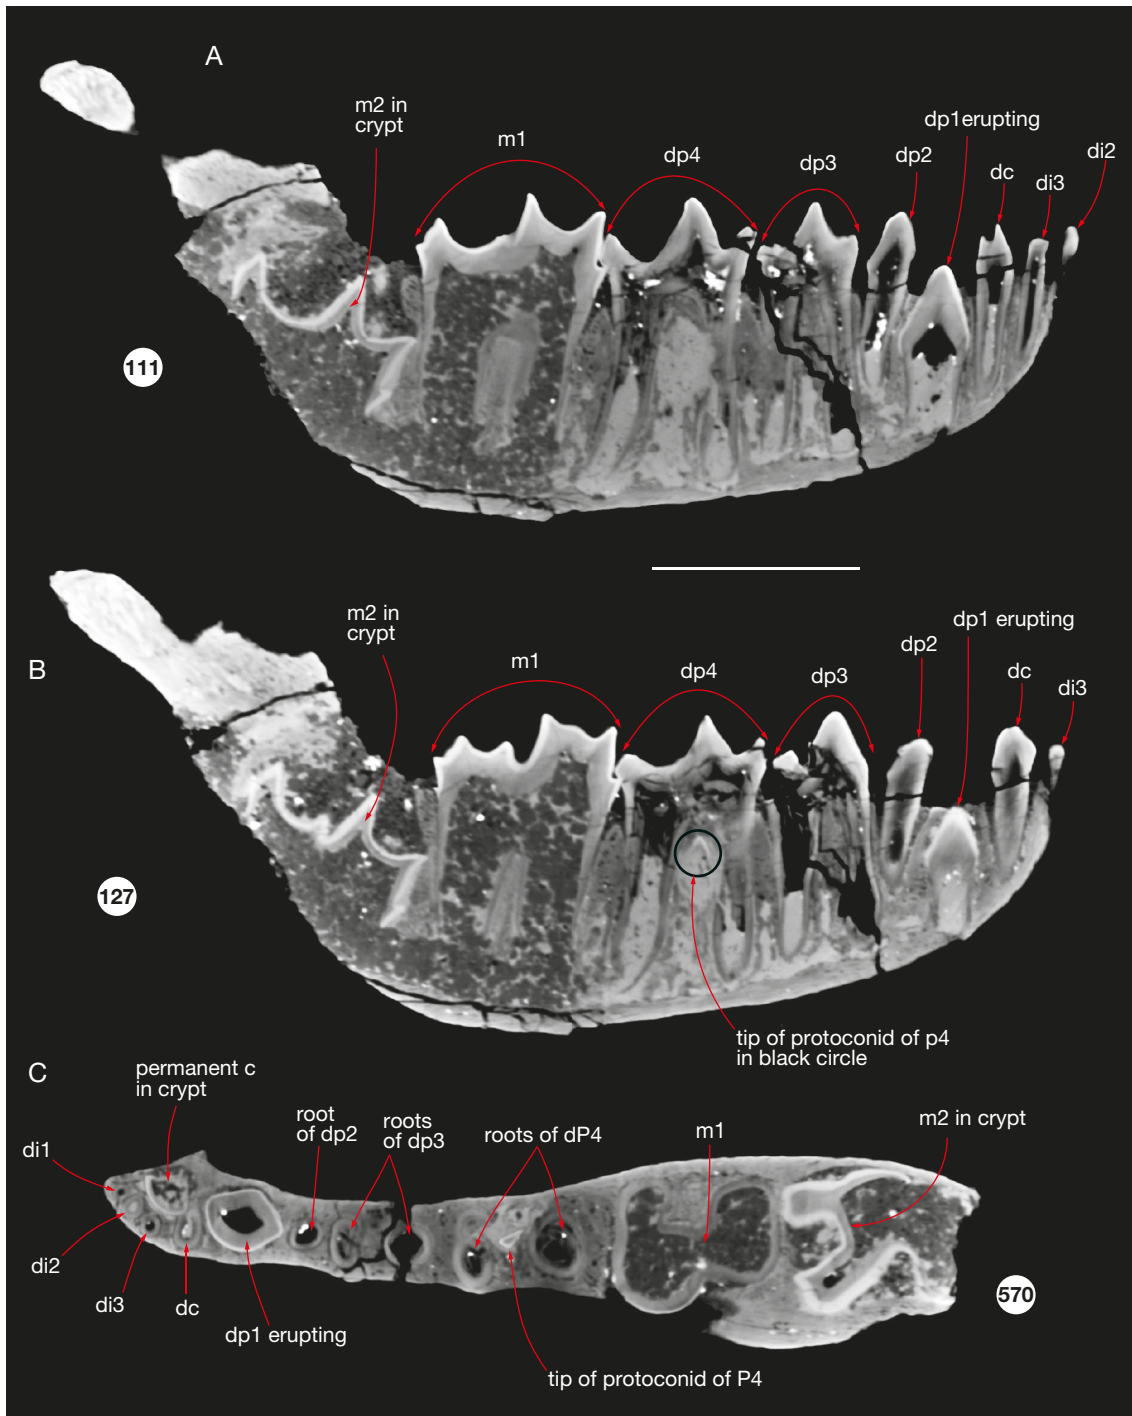 A
m2 in
crypt
m1
dp4
dp3
dp2
dp1erupting
dc
di3
di2
111
B
m2 in
crypt
m1
dp4
dp3
dp2
dp1 erupting
dc
di3
127
tip of protoconid of p4
in black circle
C
permanent c
in crypt
root
of dp2
roots
of dp3
roots of dP4
m1
m2 in crypt
di1
di2
di3
dc
dp1 erupting
tip of protoconid of P4
570